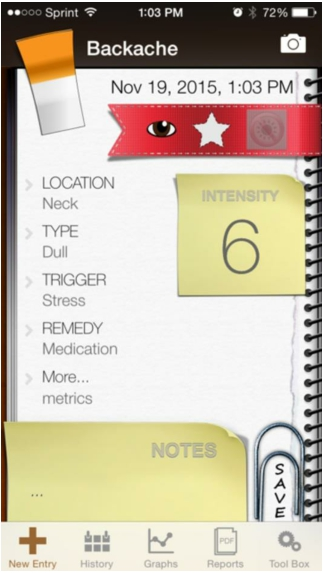 Sprint 1:03 PM 72%
Backache
Nov 19, 2015, 1:03 PM
LOCATION
Neck
INTENSITY
6
TYPE
Dull
TRIGGER
Stress
REMEDY
Medication
More...
metrics
NOTES
...
SAVE
PDF
New Entry History Graphs Reports Tool Box